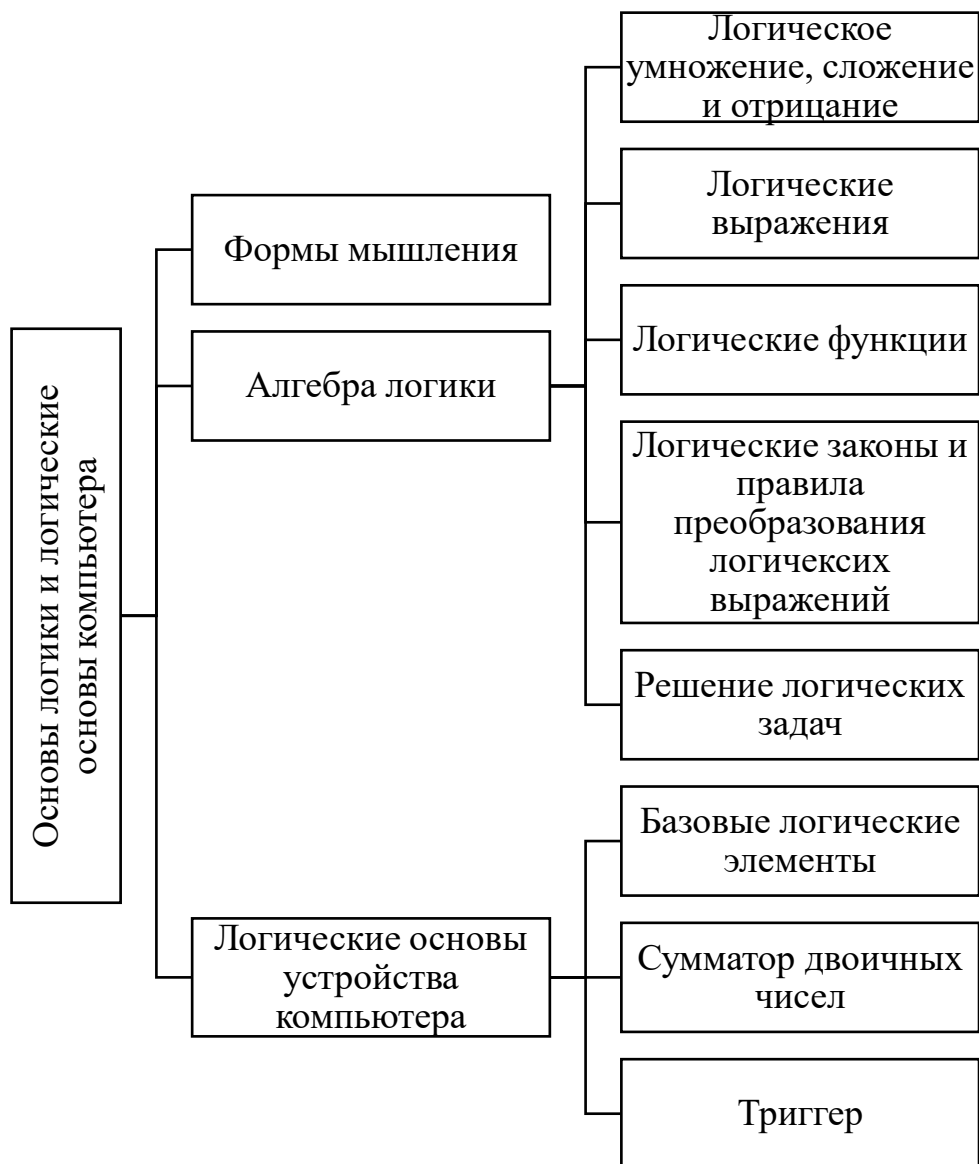 Основы логики и логические
основы компьютера
Формы мышления
Алгебра логики
Логическое
умножение, сложение
и отрицание
Логические
выражения
Логические функции
Логические законы и
правила
преобразования
логичексих
выражений
Решение логических
задач
Логические основы
устройства
компьютера
Базовые логические
элементы
Сумматор двоичных
чисел
Триггер